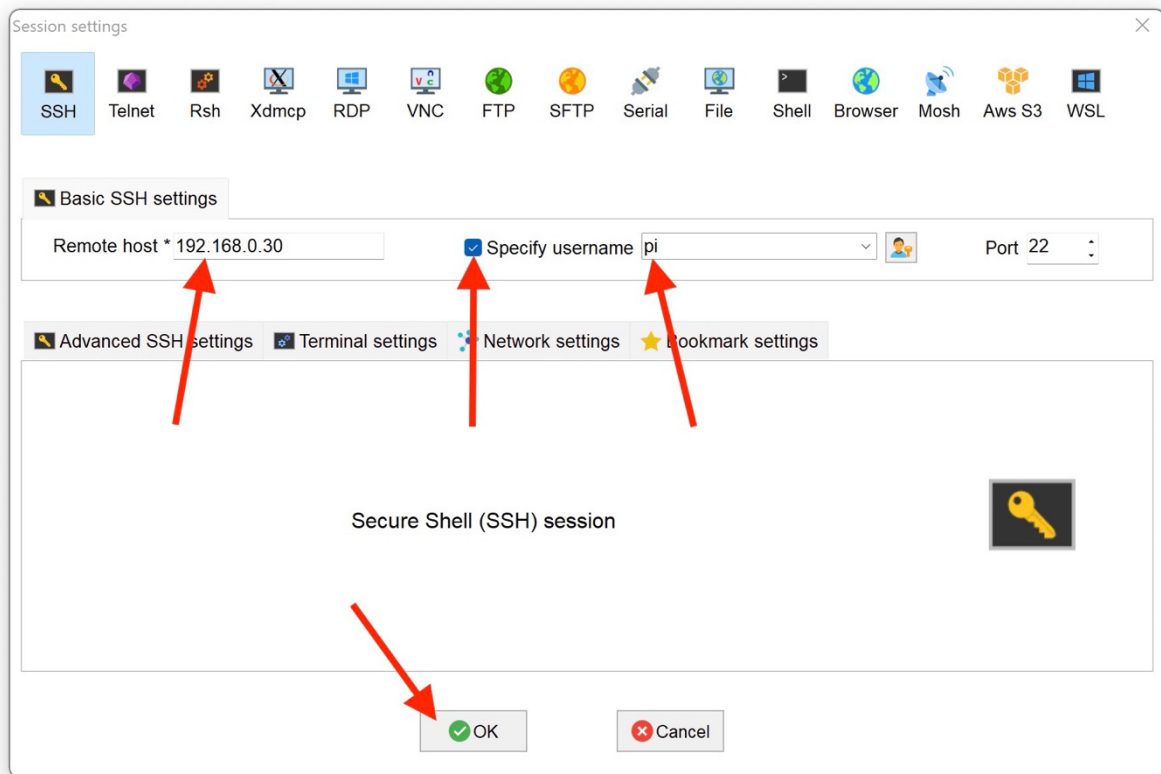 Session settings
SSH Telnet Rsh Xdmcp RDP VNC FTP SFTP Serial File Shell Browser Mosh Aws S3 WSL
Basic SSH settings
Remote host * 192.168.0.30 Specify username pi Port 22
Advanced SSH settings Terminal settings Network settings Bookmark settings
Secure Shell (SSH) session
OK Cancel